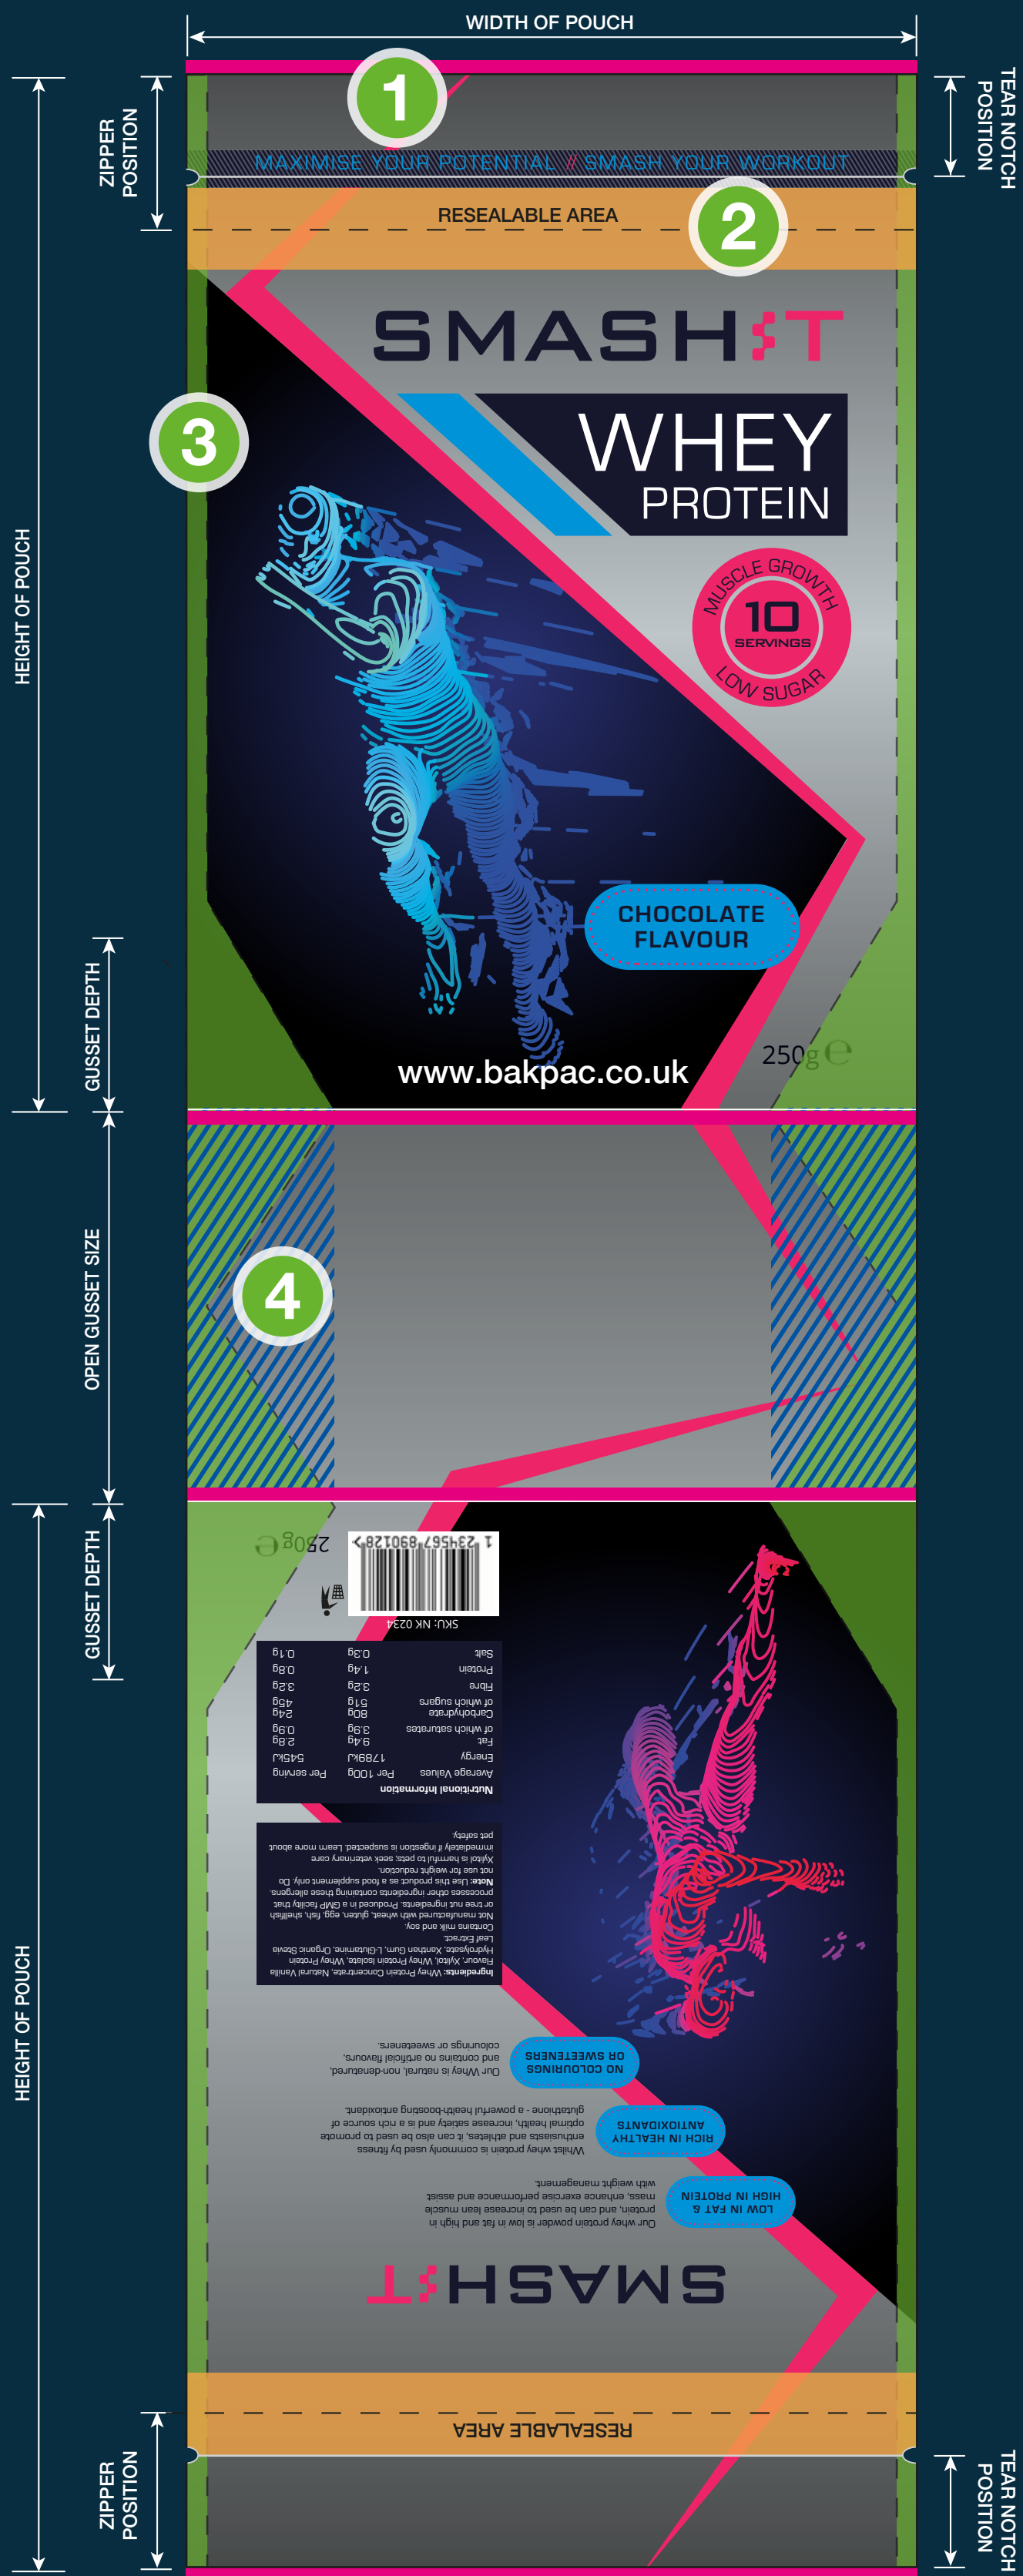 WIDTH OF POUCH
1
ZIPPER
POSITION
TEAR NOTCH
POSITION
MAXIMISE YOUR POTENTIAL // SMASH YOUR WORKOUT
RESEALABLE AREA
2
SMASH:T
3
WHEY
PROTEIN
HEIGHT OF POUCH
MUSCLE GROWTH
10
SERVINGS
LOW SUGAR
CHOCOLATE
FLAVOUR
GUSSET DEPTH
250g e
www.bakpac.co.uk
OPEN GUSSET SIZE
4
GUSSET DEPTH
HEIGHT OF POUCH
SMASH:T
LOW IN FAT &
HIGH IN PROTEIN
Our whey protein powder is low in fat and high in
protein, and can be used to increase lean muscle
mass, enhance exercise performance and assist
with weight management.
RICH IN HEALTHY
ANTIOXIDANTS
Whilst whey protein is commonly used by fitness
enthusiasts and athletes, it can also be used to promote
optimal health, increase satiety and is a rich source of
glutathione - a powerful health-boosting antioxidant.
NO COLOURINGS
OR SWEETENERS
Our Whey is natural, non-denatured,
and contains no artificial flavours,
colourings or sweeteners.
Ingredients: Whey Protein Concentrate, Natural Vanilla
Flavour, Xylitol, Whey Protein Isolate, Whey Protein
Hydrolysate, Xanthan Gum, L-Glutamine, Organic Stevia
Leaf Extract.
Contains milk and soy.
Not manufactured with wheat, gluten, egg, fish, shellfish
or tree nut ingredients. Produced in a GMP facility that
processes other ingredients containing these allergens.
Note: Use this product as a food supplement only. Do
not use for weight reduction.
Xylitol is harmful to pets; seek veterinary care
immediately if ingestion is suspected. Learn more about
pet safety.
Nutritional Information
Average Values Per 100g Per serving
Energy 1789kJ 545kJ
Fat 9.4g 2.8g
of which saturates 3.9g 0.9g
Carbohydrate 80g 24g
of which sugars 51g 45g
Fibre 3.2g 3.2g
Protein 1.4g 0.8g
Salt 0.3g 0.1g
SKU: NK 0234
1 234567 890128 >
250g e
RESEALABLE AREA
ZIPPER
POSITION
TEAR NOTCH
POSITION